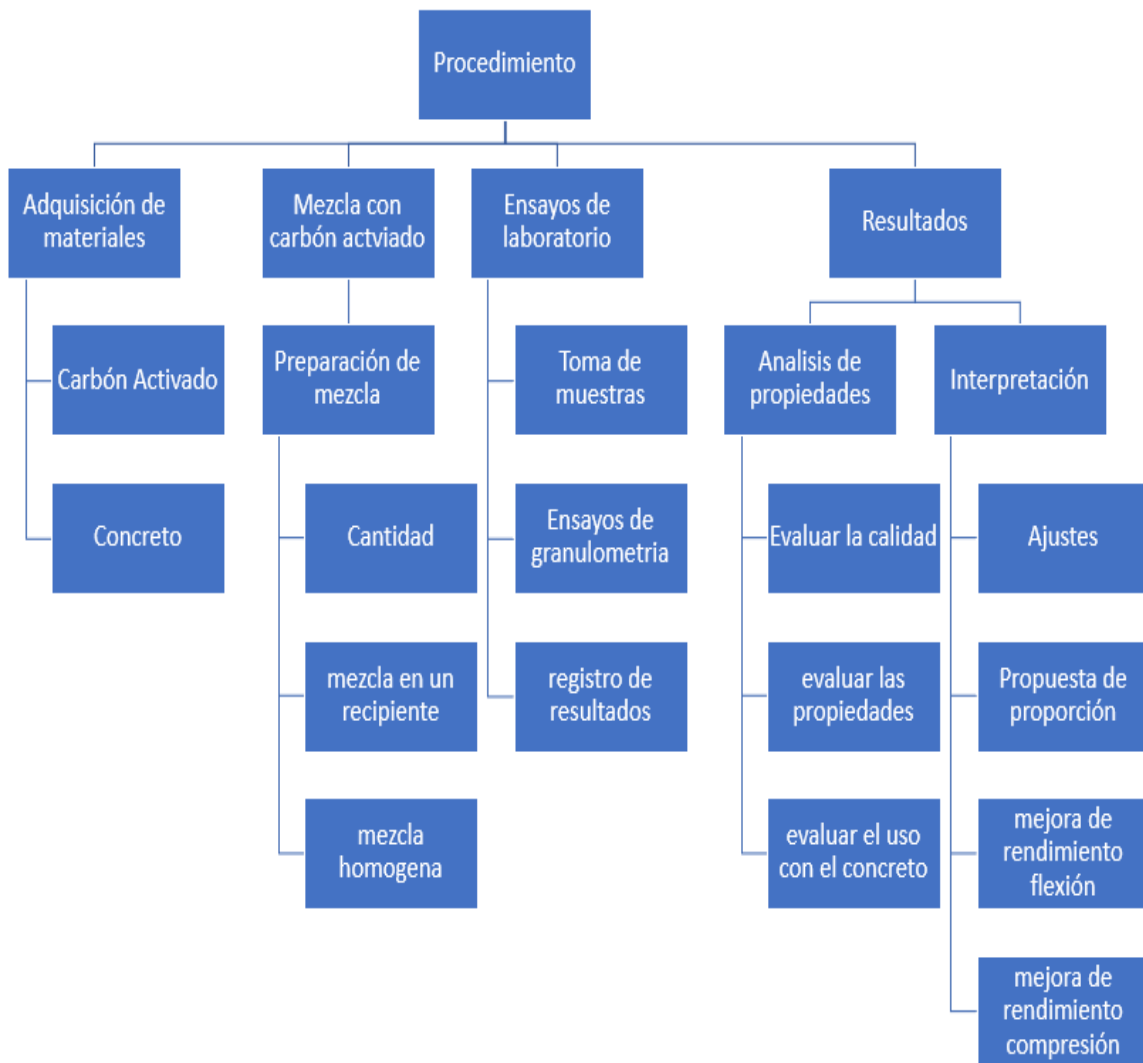 Procedimiento
Adquisición de
materiales
Mezcla con
carbón actviado
Ensayos de
laboratorio
Resultados
Carbón Activado
Concreto
Preparación de
mezcla
Cantidad
mezcla en un
recipiente
mezcla
homogena
Toma de
muestras
Ensayos de
granulometria
registro de
resultados
Analisis de
propiedades
Evaluar la calidad
evaluar las
propiedades
evaluar el uso
con el concreto
Interpretación
Ajustes
Propuesta de
proporción
mejora de
rendimiento
flexión
mejora de
rendimiento
compresión